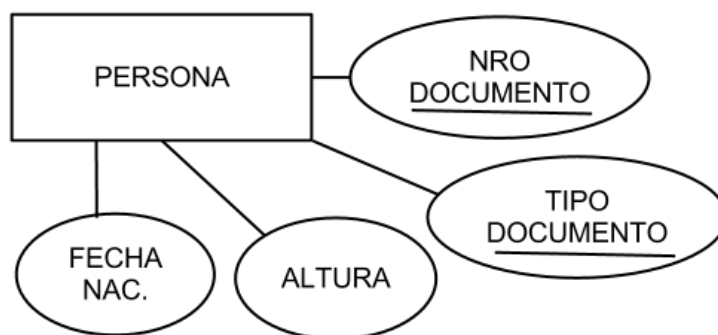 PERSONA
NRO
DOCUMENTO
TIPO
DOCUMENTO
FECHA
NAC.
ALTURA